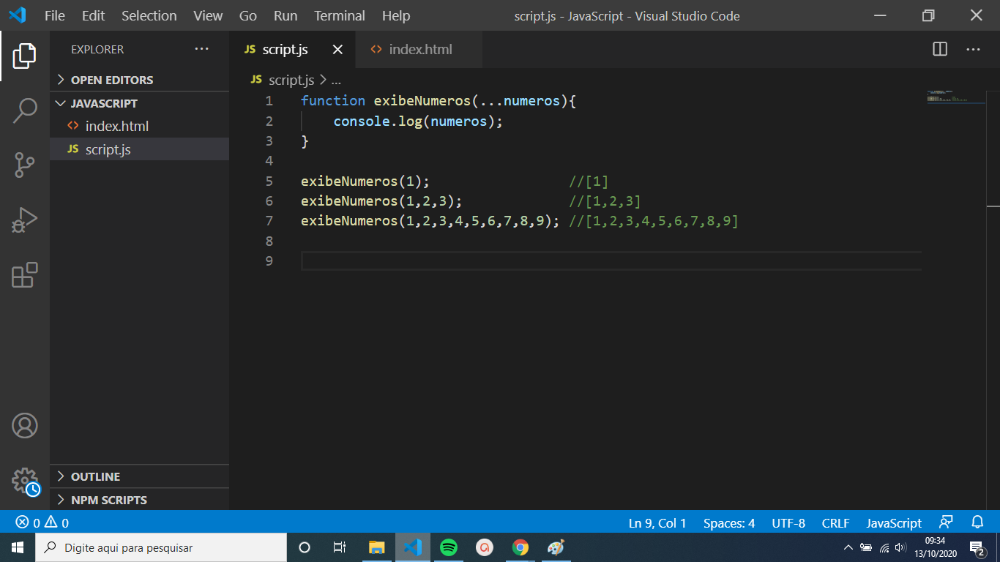 File Edit Selection View Go Run Terminal Help script.js - JavaScript - Visual Studio Code
EXPLORER
OPEN EDITORS
JAVASCRIPT
index.html
JS script.js
OUTLINE
NPM SCRIPTS
JS script.js index.html
JS script.js > ...
1 function exibeNumeros(...numeros){
2 console.log(numeros);
3 }
4
5 exibeNumeros(1); //[1]
6 exibeNumeros(1,2,3); //[1,2,3]
7 exibeNumeros(1,2,3,4,5,6,7,8,9); //[1,2,3,4,5,6,7,8,9]
8
9
0 0 Ln 9, Col 1 Spaces: 4 UTF-8 CRLF JavaScript
Digite aqui para pesquisar
09:34
13/10/2020
2